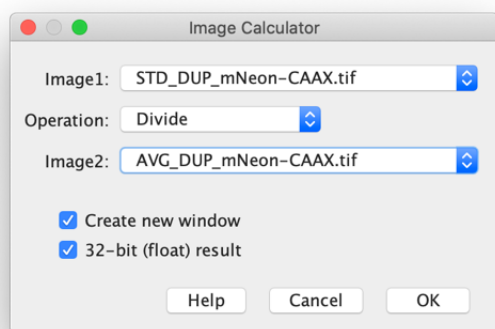 Image Calculator
Image1: STD_DUP_mNeon-CAAX.tif
Operation: Divide
Image2: AVG_DUP_mNeon-CAAX.tif
Create new window
32-bit (float) result
Help Cancel OK